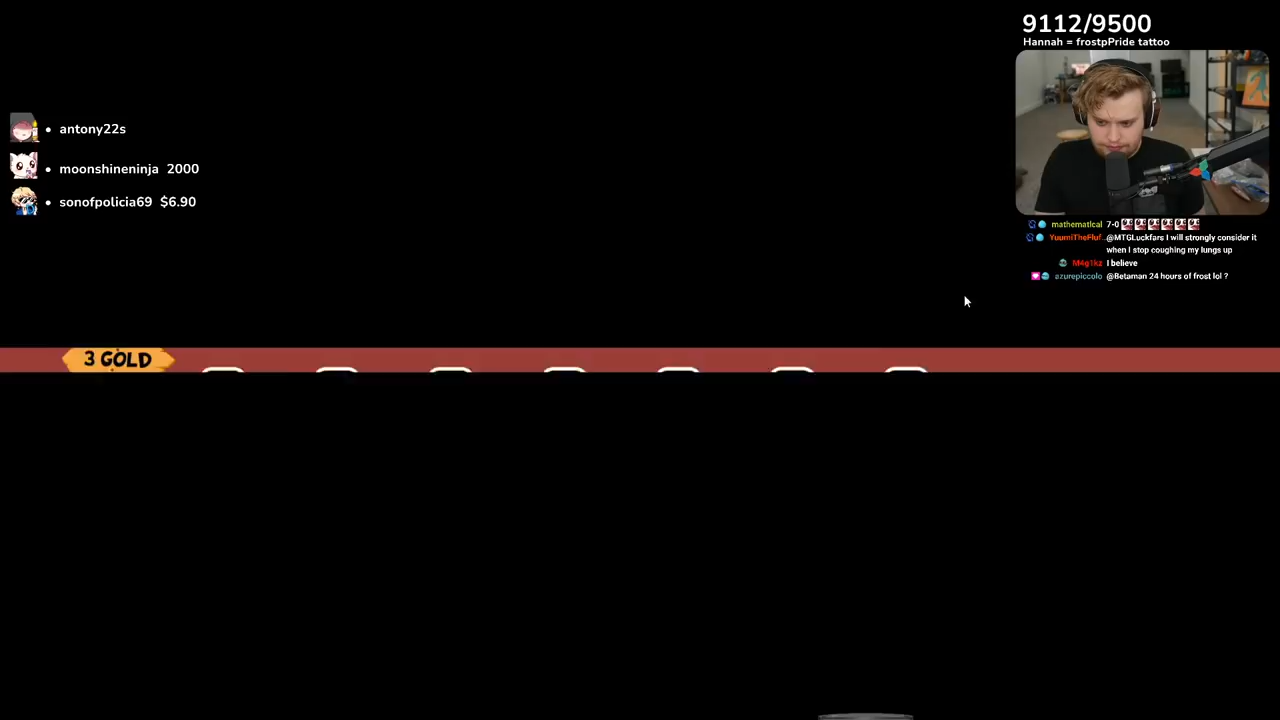 9112/9500
Hannah = frostpPride tattoo
antony22s
moonshineninja 2000
sonofpolicia69 $6.90
mathematical 7-0
YuumiTheFluf.. @MTGLuckfars I will strongly consider it
when I stop coughing my lungs up
M4g1kz I believe
azurepiccolo @Betaman 24 hours of frost lol ?
3 GOLD